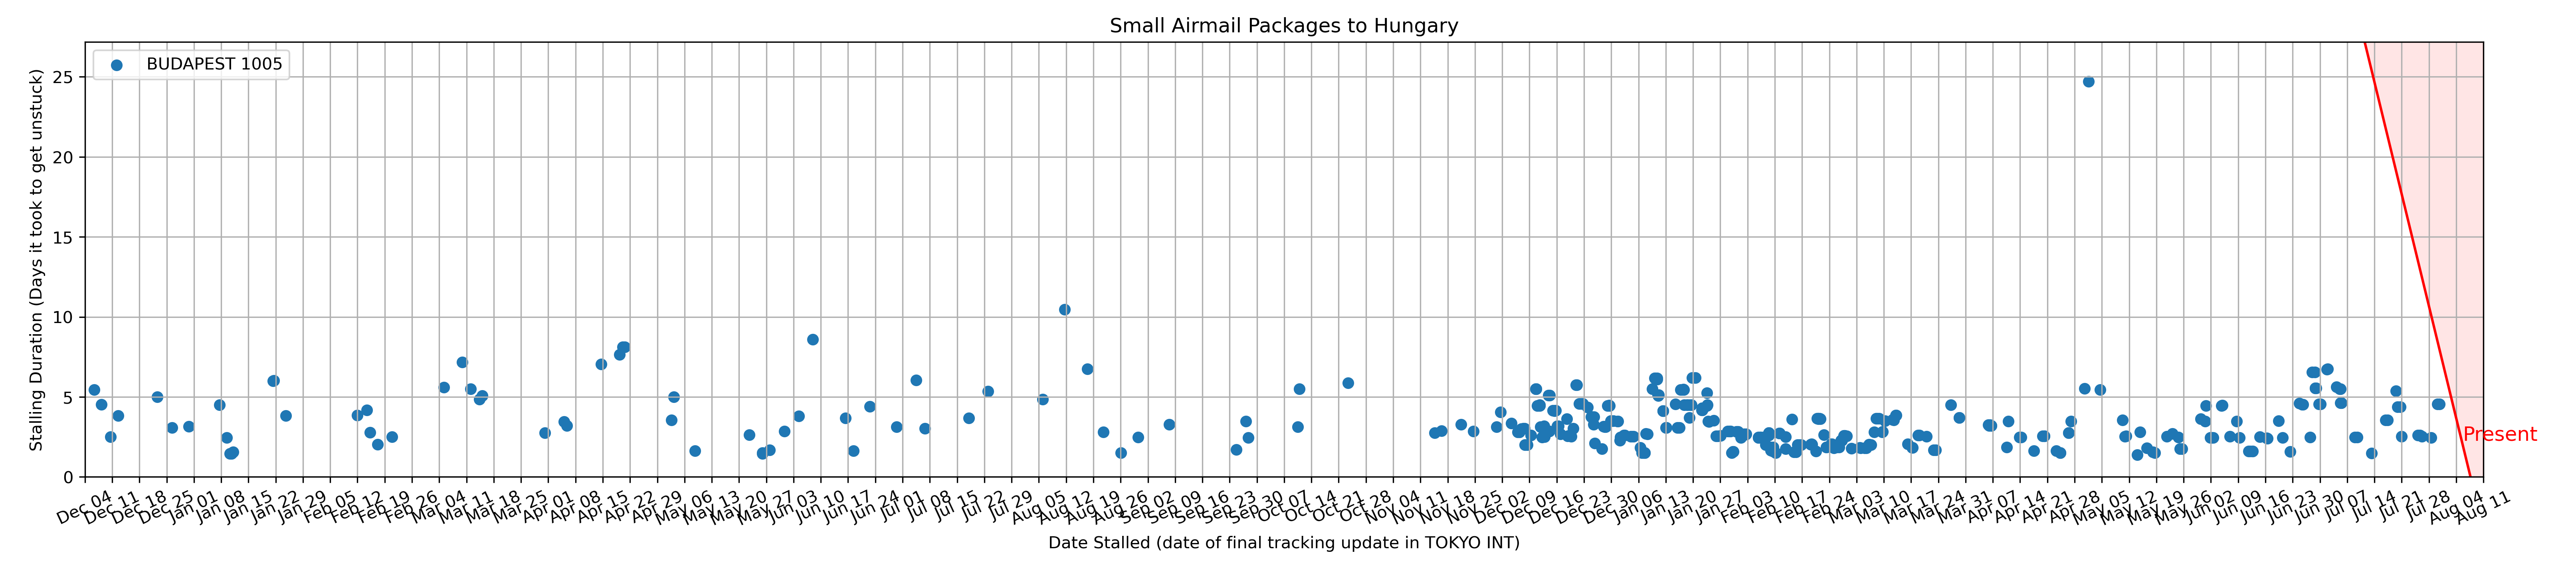 Small Airmail Packages to Hungary
BUDAPEST 1005
Stalling Duration (Days it took to get unstuck)
25
20
15
10
5
0
Present
Dec 04
Dec 11
Dec 18
Dec 25
Jan 01
Jan 08
Jan 15
Jan 22
Jan 29
Feb 05
Feb 12
Feb 19
Feb 26
Mar 04
Mar 11
Mar 18
Mar 25
Apr 01
Apr 08
Apr 15
Apr 22
Apr 29
May 06
May 13
May 20
May 27
Jun 03
Jun 10
Jun 17
Jun 24
Jul 01
Jul 08
Jul 15
Jul 22
Jul 29
Aug 05
Aug 12
Aug 19
Aug 26
Sep 02
Sep 09
Sep 16
Sep 23
Sep 30
Oct 07
Oct 14
Oct 21
Oct 28
Nov 04
Nov 11
Nov 18
Nov 25
Dec 02
Dec 09
Dec 16
Dec 23
Dec 30
Jan 06
Jan 13
Jan 20
Jan 27
Feb 03
Feb 10
Feb 17
Feb 24
Mar 03
Mar 10
Mar 17
Mar 24
Mar 31
Apr 07
Apr 14
Apr 21
Apr 28
May 05
May 12
May 19
May 26
Jun 02
Jun 09
Jun 16
Jun 23
Jun 30
Jul 07
Jul 14
Jul 21
Jul 28
Aug 04
Aug 11
Date Stalled (date of final tracking update in TOKYO INT)